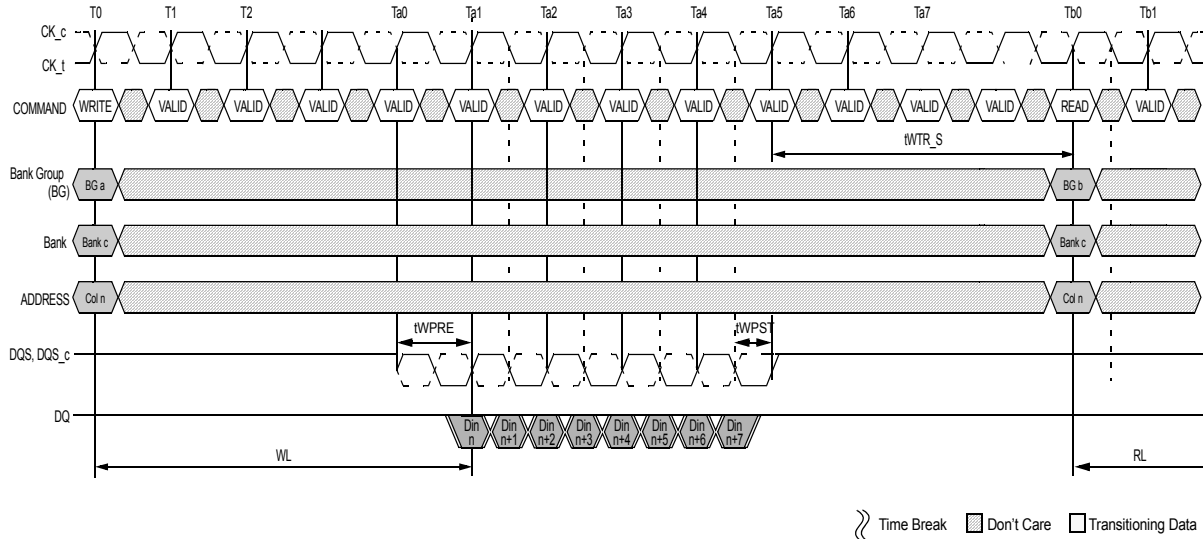 T0 T1 T2 Ta0 Ta1 Ta2 Ta3 Ta4 Ta5 Ta6 Ta7 Tb0 Tb1
CK_c
CK_t
COMMAND WRITE VALID VALID VALID VALID VALID VALID VALID VALID VALID VALID VALID VALID READ VALID
tWTR_S
Bank Group
(BG)
BG a BG b
Bank Bank c Bank c
ADDRESS Col n Col n
tWPRE tWPST
DQS, DQS_c
DQ
Din
n
Din
n+1
Din
n+2
Din
n+3
Din
n+4
Din
n+5
Din
n+6
Din
n+7
WL RL
Time Break Don't Care Transitioning Data